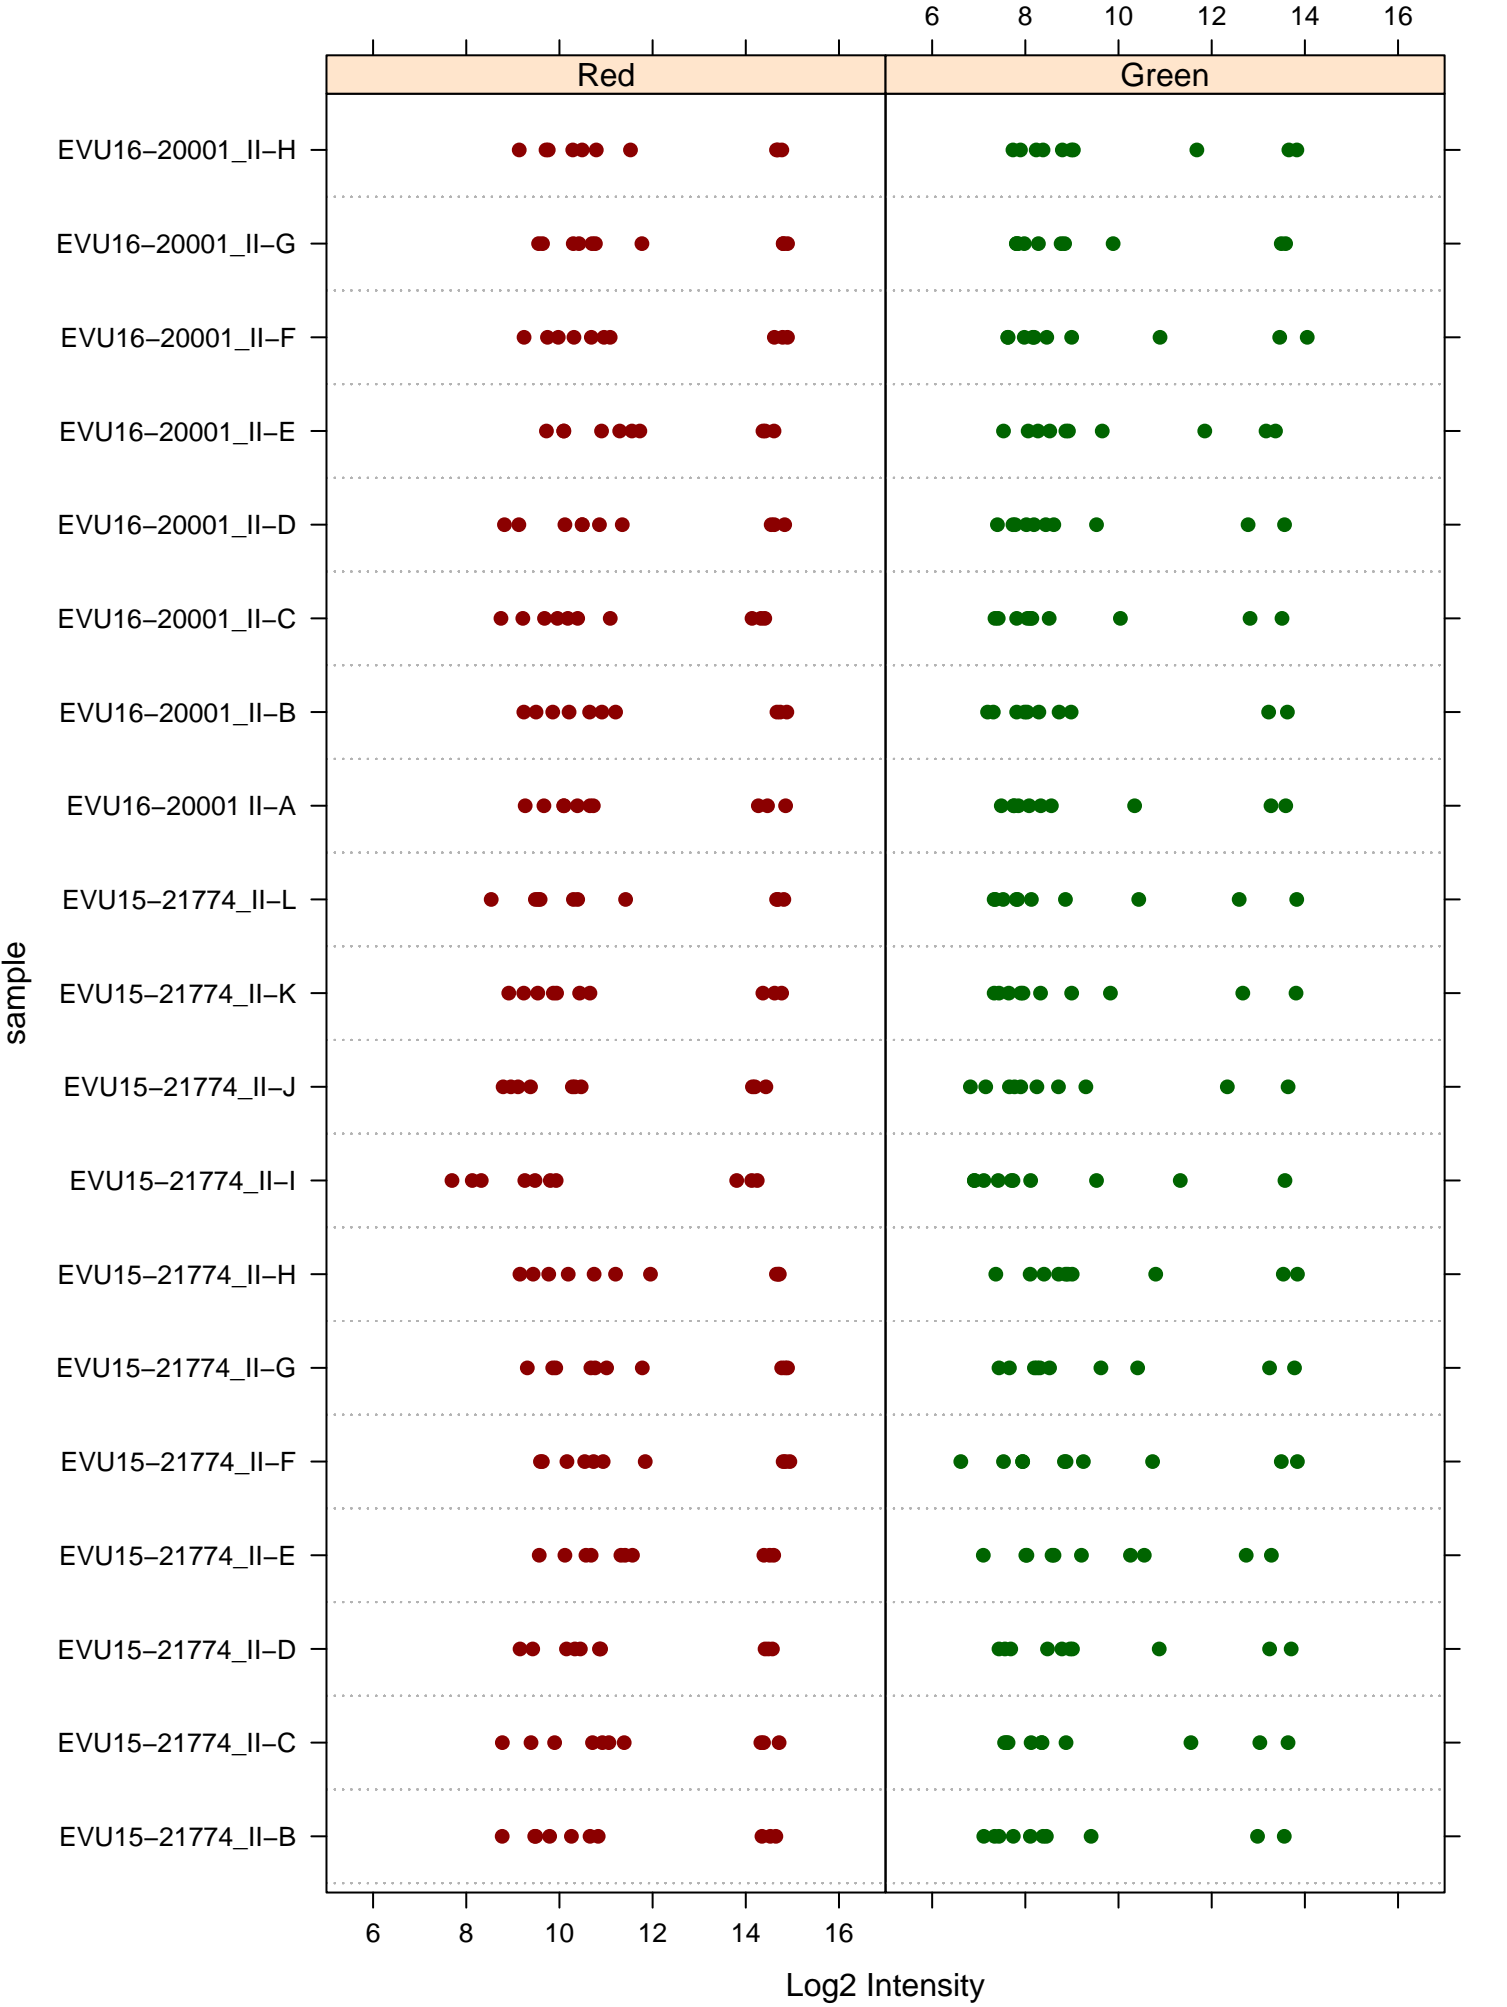 6 8 10 12 14 16
Red Green
EVU16−20001_II−H
EVU16−20001_II−G
EVU16−20001_II−F
EVU16−20001_II−E
EVU16−20001_II−D
EVU16−20001_II−C
EVU16−20001_II−B
EVU16−20001 II−A
EVU15−21774_II−L
EVU15−21774_II−K
EVU15−21774_II−J
EVU15−21774_II−I
EVU15−21774_II−H
EVU15−21774_II−G
EVU15−21774_II−F
EVU15−21774_II−E
EVU15−21774_II−D
EVU15−21774_II−C
EVU15−21774_II−B
sample
6 8 10 12 14 16
Log2 Intensity